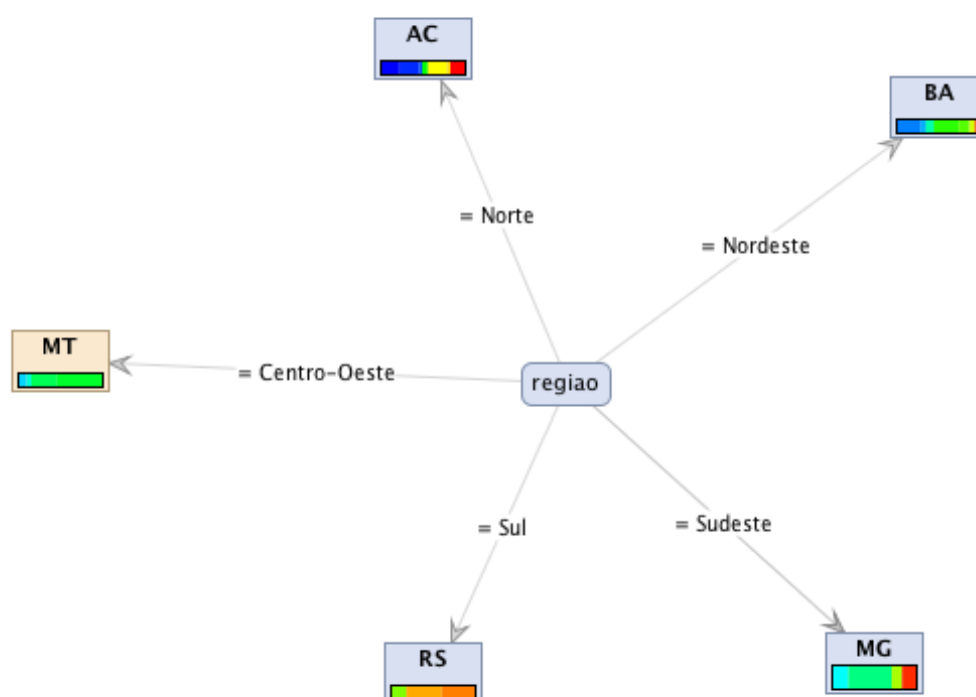 AC
BA
= Norte
= Nordeste
MT
= Centro-Oeste
regiao
= Sul
= Sudeste
RS
MG